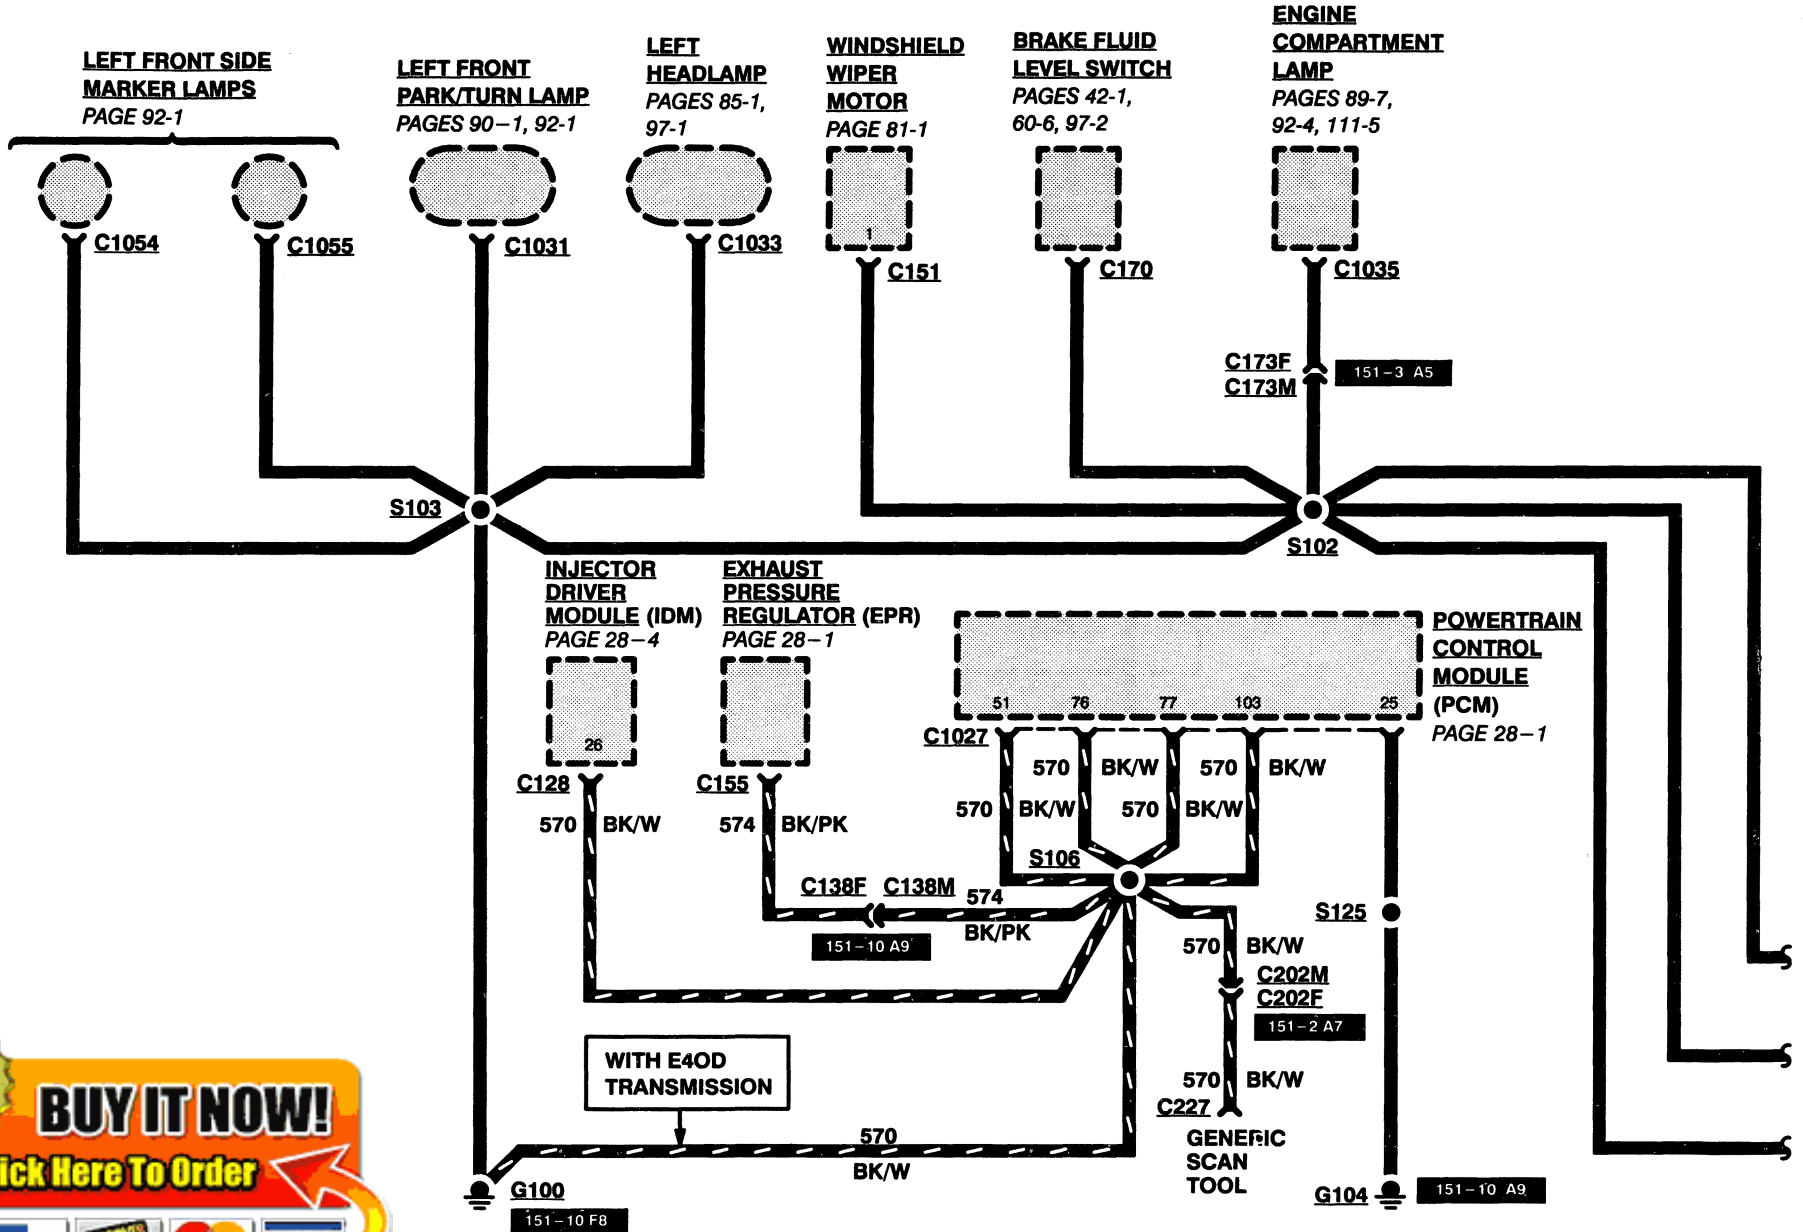 LEFT FRONT SIDE
MARKER LAMPS
PAGE 92-1
LEFT FRONT
PARK/TURN LAMP
PAGES 90-1, 92-1
LEFT
HEADLAMP
PAGES 85-1,
97-1
WINDSHIELD
WIPER
MOTOR
PAGE 81-1
BRAKE FLUID
LEVEL SWITCH
PAGES 42-1,
60-6, 97-2
ENGINE
COMPARTMENT
LAMP
PAGES 89-7,
92-4, 111-5
1
C1054
C1055
C1031
C1033
C151
C170
C1035
C173F
C173M
151-3 A5
S103
S102
INJECTOR
DRIVER
MODULE (IDM)
PAGE 28-4
EXHAUST
PRESSURE
REGULATOR (EPR)
PAGE 28-1
POWERTRAIN
CONTROL
MODULE
(PCM)
PAGE 28-1
51 76 77 103 25
26
C1027
C128
C155
570 BK/W 570 BK/W
570 BK/W 570 BK/W
570 BK/W
574 BK/PK
S106
C138F C138M
574
BK/PK
151-10 A9
S125
570 BK/W
C202M
C202F
151-2 A7
WITH E4OD
TRANSMISSION
570 BK/W
C227
GENERIC
SCAN
TOOL
570
BK/W
G100
151-10 F8
G104
151-10 A9
BUY IT NOW!
ick Here To Order